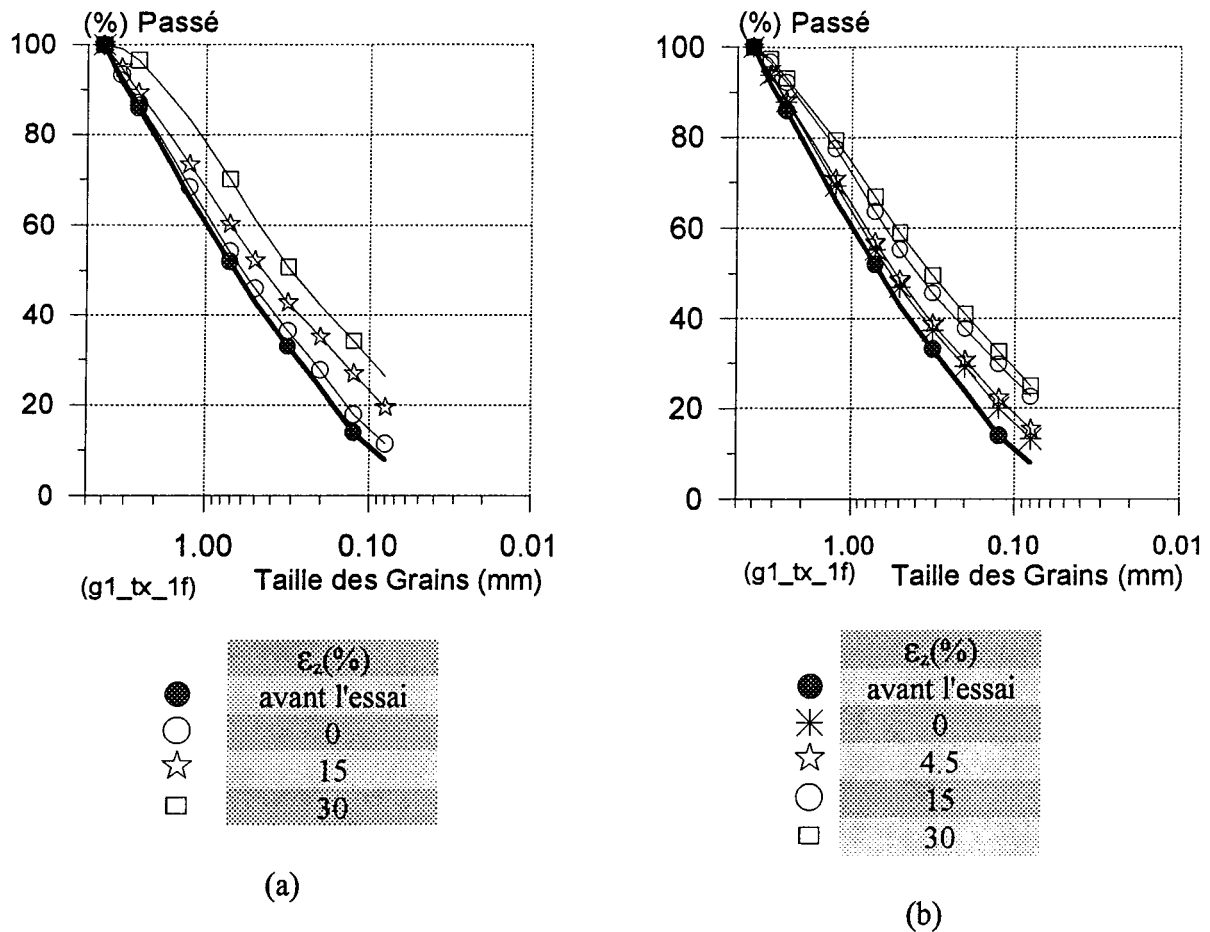 (%) Passé
100
80
60
40
20
0
1.00 0.10 0.01
(g1_tx_1f) Taille des Grains (mm)
εz(%)
avant l'essai
0
15
30
(a)
(%) Passé
100
80
60
40
20
0
1.00 0.10 0.01
(g1_tx_1f) Taille des Grains (mm)
εz(%)
avant l'essai
0
4.5
15
30
(b)